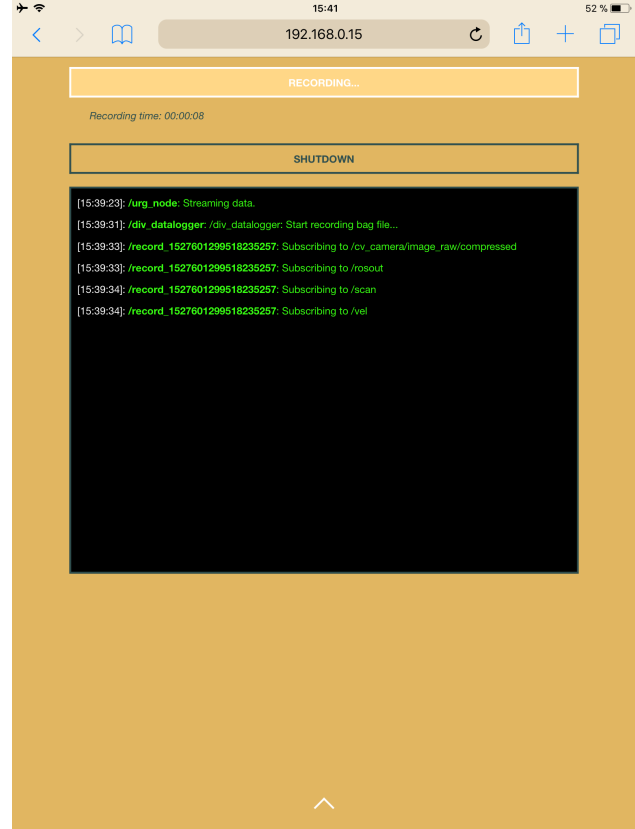 15:41
52 %
192.168.0.15
RECORDING...
Recording time: 00:00:08
SHUTDOWN
[15:39:23]: /urg_node: Streaming data.
[15:39:31]: /div_datalogger: /div_datalogger: Start recording bag file...
[15:39:33]: /record_1527601299518235257: Subscribing to /cv_camera/image_raw/compressed
[15:39:33]: /record_1527601299518235257: Subscribing to /rosout
[15:39:34]: /record_1527601299518235257: Subscribing to /scan
[15:39:34]: /record_1527601299518235257: Subscribing to /vel